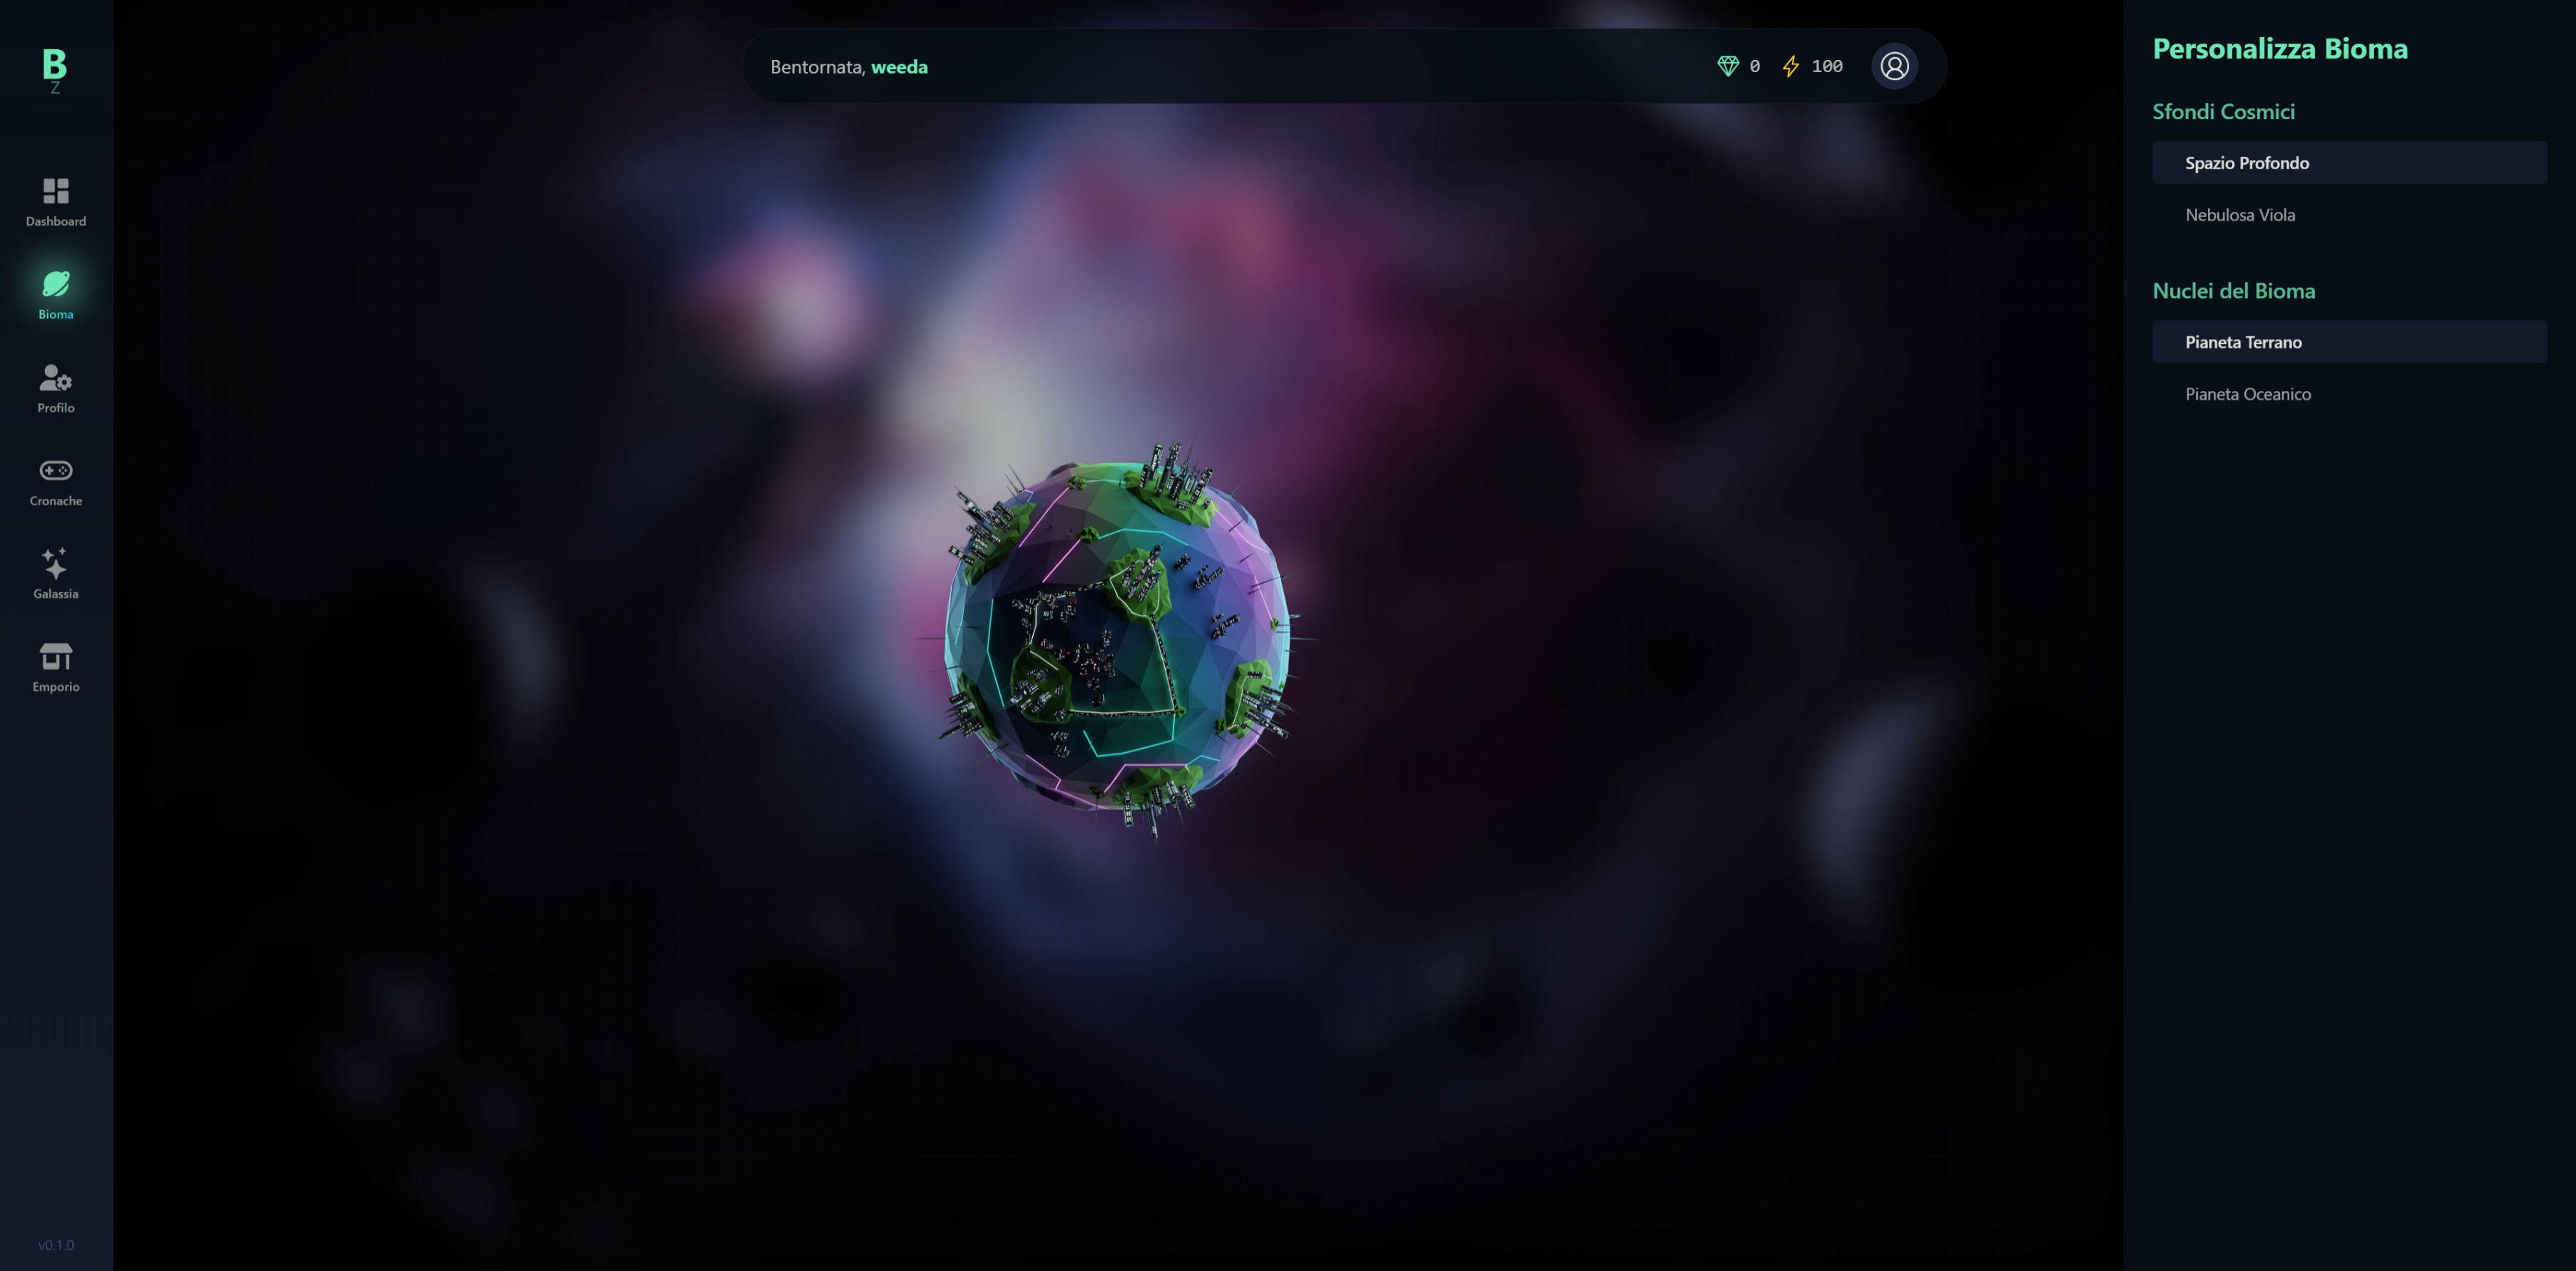 B
Z
Dashboard
Bioma
Profilo
Cronache
Galassia
Emporio
v0.1.0
Bentornata, weeda
0
100
Personalizza Bioma
Sfondi Cosmici
Spazio Profondo
Nebulosa Viola
Nuclei del Bioma
Pianeta Terrano
Pianeta Oceanico